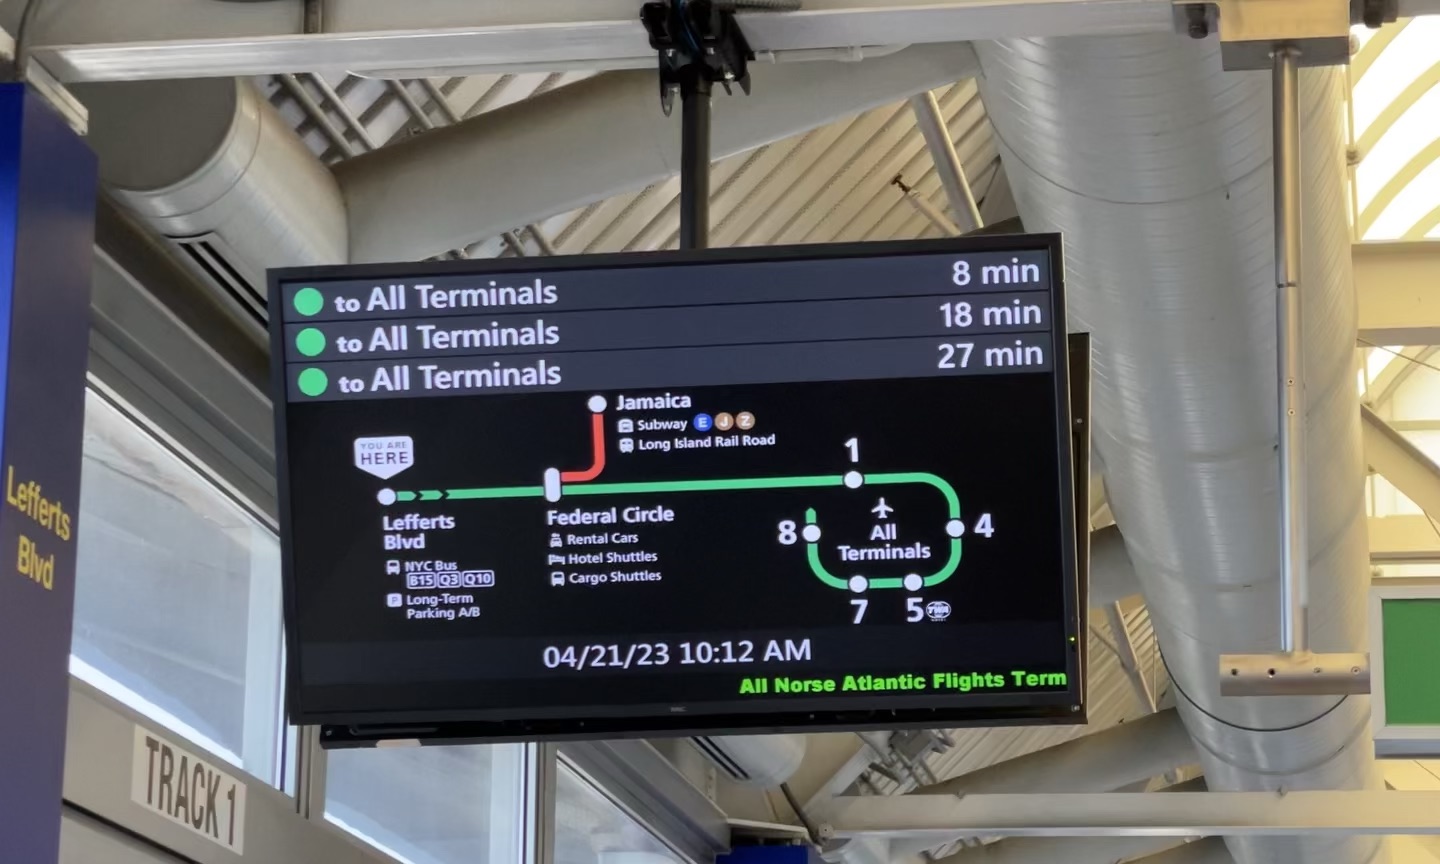 to All Terminals 8 min
to All Terminals 18 min
to All Terminals 27 min
Jamaica
Subway E J Z
Long Island Rail Road
YOU ARE
HERE
Lefferts
Blvd
NYC Bus
B15 Q3 Q10
P Long-Term
Parking A/B
Federal Circle
Rental Cars
Hotel Shuttles
Cargo Shuttles
1
4
8
All
Terminals
7
5 TWA
04/21/23 10:12 AM
All Norse Atlantic Flights Term
Lefferts
Blvd
TRACK 1